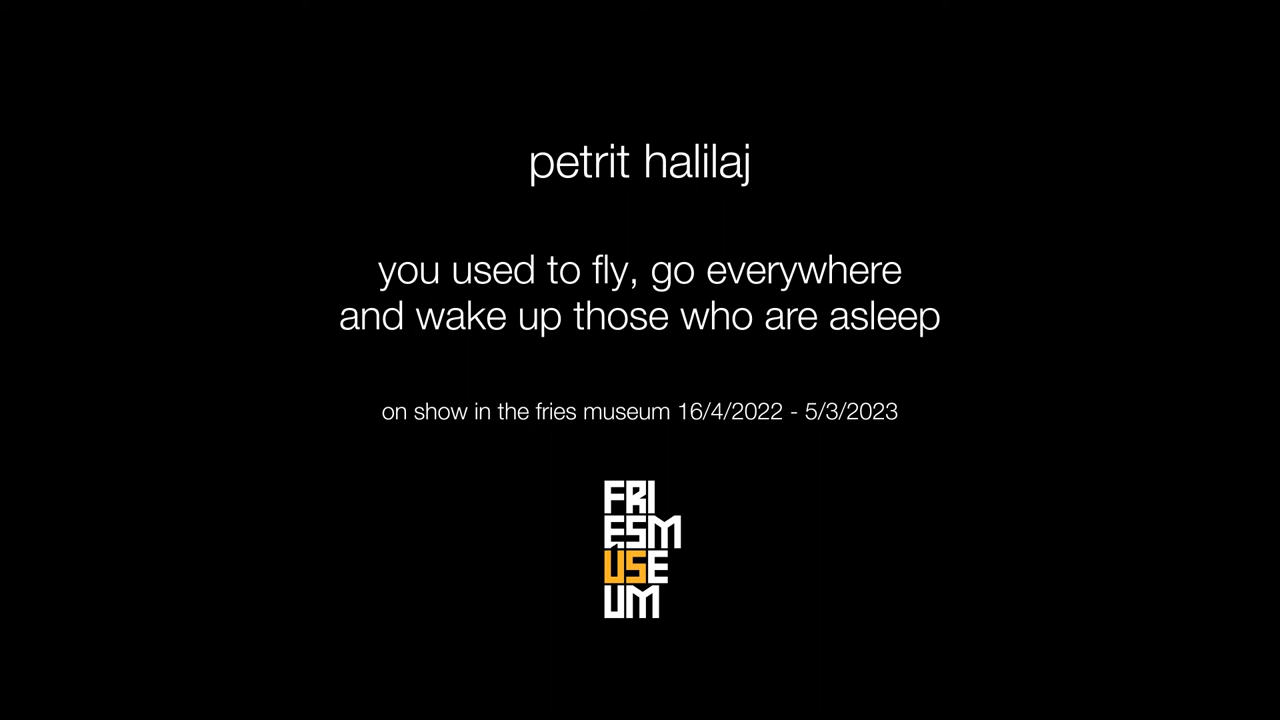 petrit halilaj
you used to fly, go everywhere
and wake up those who are asleep
on show in the fries museum 16/4/2022 - 5/3/2023
FRI
ESM
USE
UM